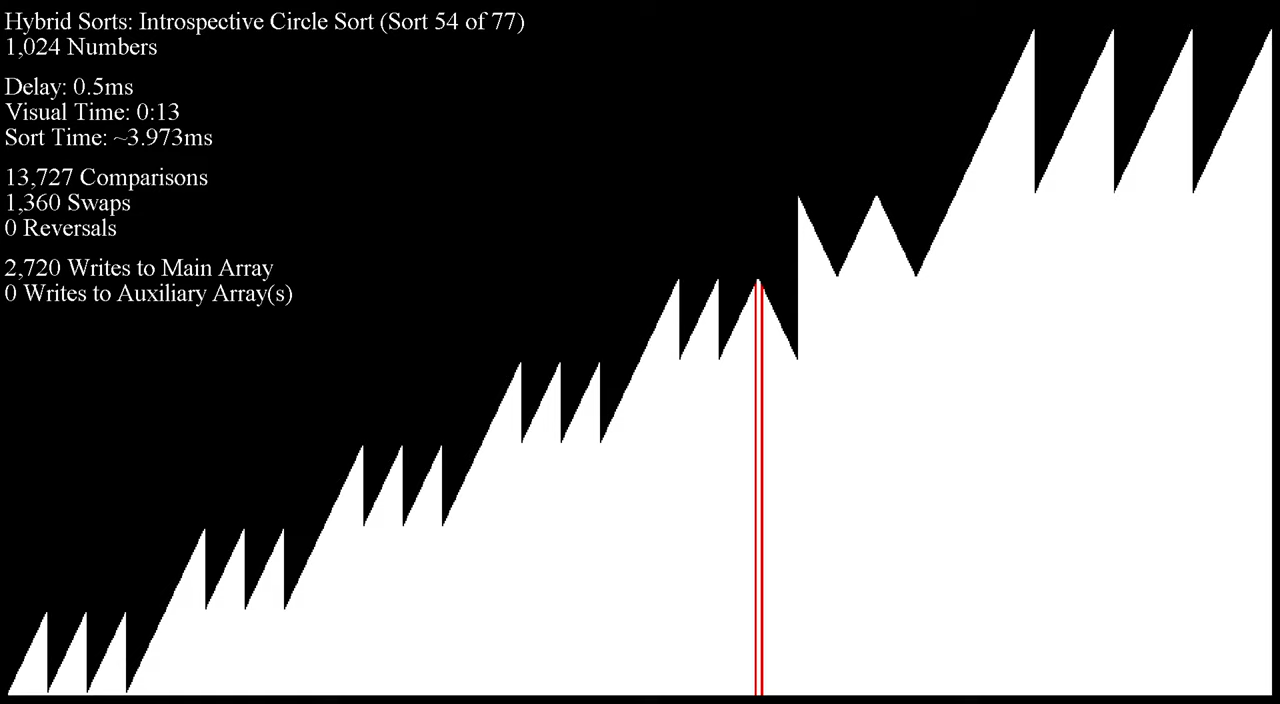 Hybrid Sorts: Introspective Circle Sort (Sort 54 of 77)
1,024 Numbers
Delay: 0.5ms
Visual Time: 0:13
Sort Time: ~3.973ms
13,727 Comparisons
1,360 Swaps
0 Reversals
2,720 Writes to Main Array
0 Writes to Auxiliary Array(s)